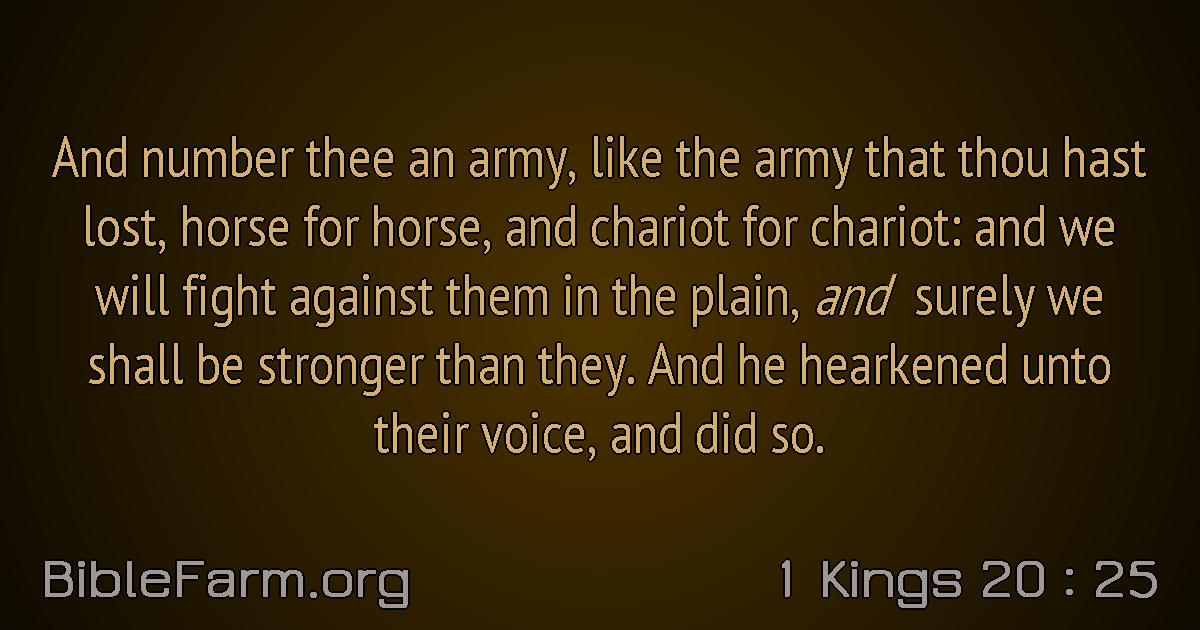 And number thee an army, like the army that thou hast
lost, horse for horse, and chariot for chariot: and we
will fight against them in the plain, and surely we
shall be stronger than they. And he hearkened unto
their voice, and did so.
BibleFarm.org
1 Kings 20 : 25